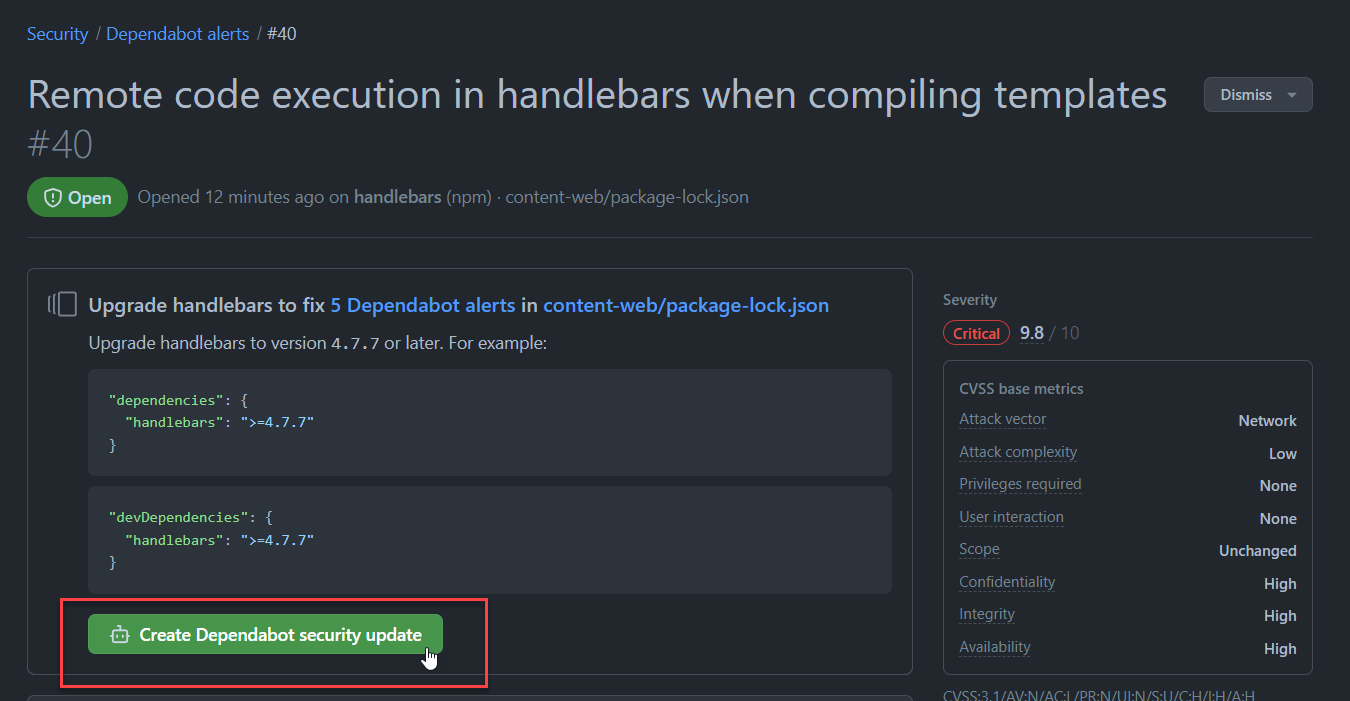 Security / Dependabot alerts / #40
Remote code execution in handlebars when compiling templates
#40
Dismiss
Open
Opened 12 minutes ago on handlebars (npm) · content-web/package-lock.json
Upgrade handlebars to fix 5 Dependabot alerts in content-web/package-lock.json
Upgrade handlebars to version 4.7.7 or later. For example:
"dependencies": {
"handlebars": ">=4.7.7"
}
"devDependencies": {
"handlebars": ">=4.7.7"
}
Create Dependabot security update
Severity
Critical 9.8 / 10
CVSS base metrics
Attack vector Network
Attack complexity Low
Privileges required None
User interaction None
Scope Unchanged
Confidentiality High
Integrity High
Availability High
CVSS:3.1/AV:N/AC:L/PR:N/UI:N/S:U/C:H/I:H/A:H